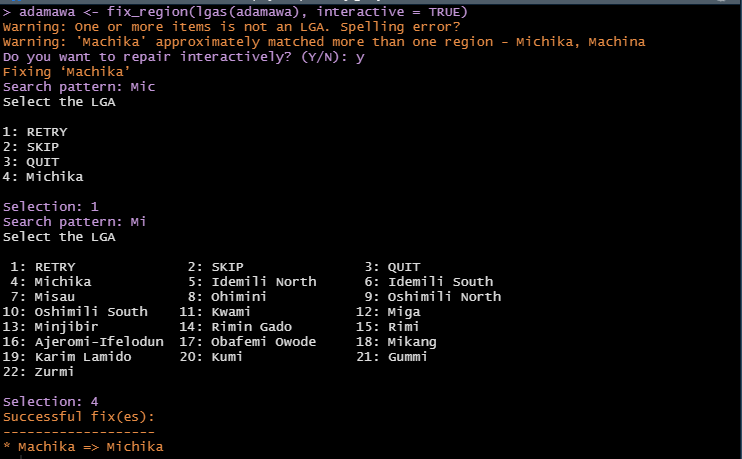 > adamawa <- fix_region(lgas(adamawa), interactive = TRUE)
Warning: One or more items is not an LGA. Spelling error?
Warning: 'Machika' approximately matched more than one region - Michika, Machina
Do you want to repair interactively? (Y/N): y
Fixing ‘Machika’
Search pattern: Mic
Select the LGA
1: RETRY
2: SKIP
3: QUIT
4: Michika
Selection: 1
Search pattern: Mi
Select the LGA
1: RETRY 2: SKIP 3: QUIT
4: Michika 5: Idemili North 6: Idemili South
7: Misau 8: Ohimini 9: Oshimili North
10: Oshimili South 11: Kwami 12: Miga
13: Minjibir 14: Rimin Gado 15: Rimi
16: Ajeromi-Ifelodun 17: Obafemi Owode 18: Mikang
19: Karim Lamido 20: Kumi 21: Gummi
22: Zurmi
Selection: 4
Successful fix(es):
-------------------
* Machika => Michika